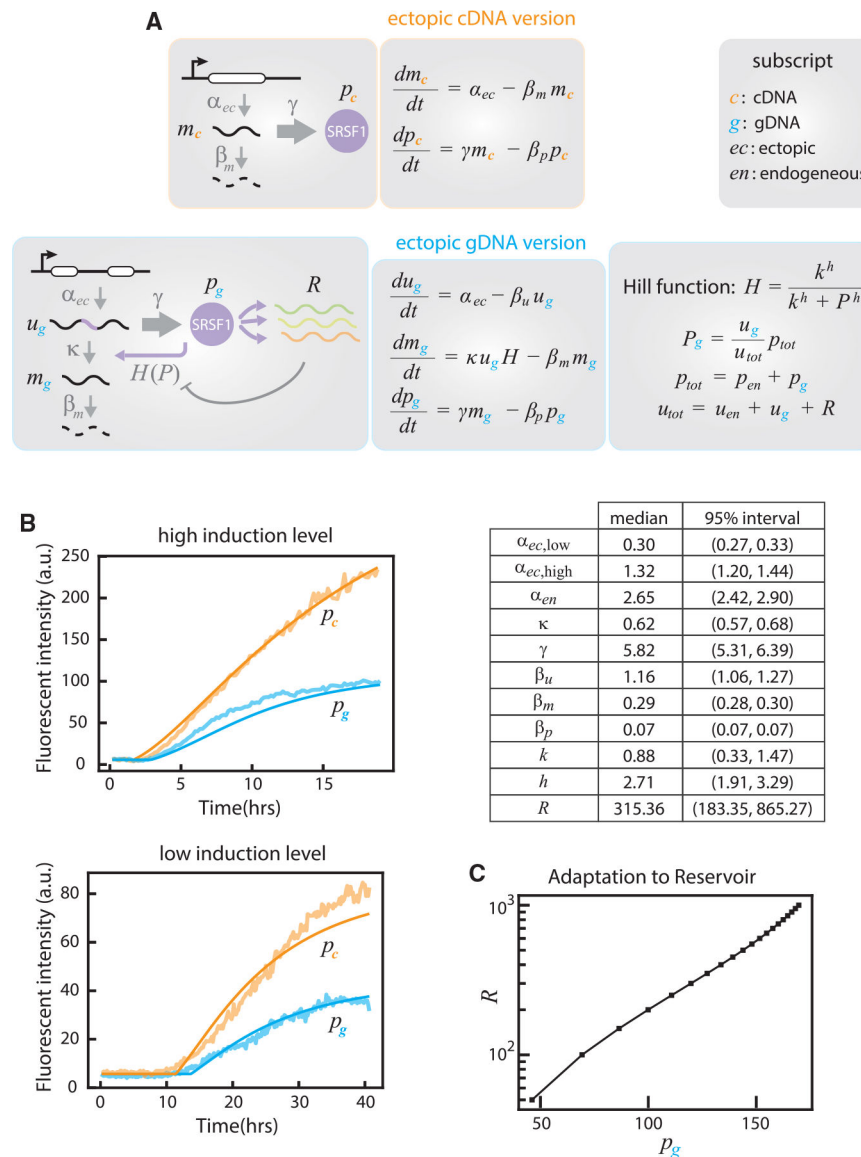 A
ectopic cDNA version
α_ec
γ
p_c
m_c
SRSF1
β_m
dm_c/dt = α_ec − β_m m_c
dp_c/dt = γm_c − β_p p_c
subscript
c: cDNA
g: gDNA
ec: ectopic
en: endogeneous
ectopic gDNA version
α_ec
γ
p_g
R
u_g
SRSF1
κ
m_g
H(P)
β_m
du_g/dt = α_ec − β_u u_g
dm_g/dt = κu_g H − β_m m_g
dp_g/dt = γm_g − β_p p_g
Hill function: H = k^h / (k^h + P^h)
P_g = u_g/u_tot p_tot
p_tot = p_en + p_g
u_tot = u_en + u_g + R
B
high induction level
Fluorescent intensity (a.u.)
250
200
150
100
50
0
p_c
p_g
0 5 10 15
Time(hrs)
low induction level
Fluorescent intensity (a.u.)
80
60
40
20
0
p_c
p_g
0 10 20 30 40
Time(hrs)
median 95% interval
α_ec,low 0.30 (0.27, 0.33)
α_ec,high 1.32 (1.20, 1.44)
α_en 2.65 (2.42, 2.90)
κ 0.62 (0.57, 0.68)
γ 5.82 (5.31, 6.39)
β_u 1.16 (1.06, 1.27)
β_m 0.29 (0.28, 0.30)
β_p 0.07 (0.07, 0.07)
k 0.88 (0.33, 1.47)
h 2.71 (1.91, 3.29)
R 315.36 (183.35, 865.27)
C
Adaptation to Reservoir
R
10^3
10^2
50 100 150
p_g